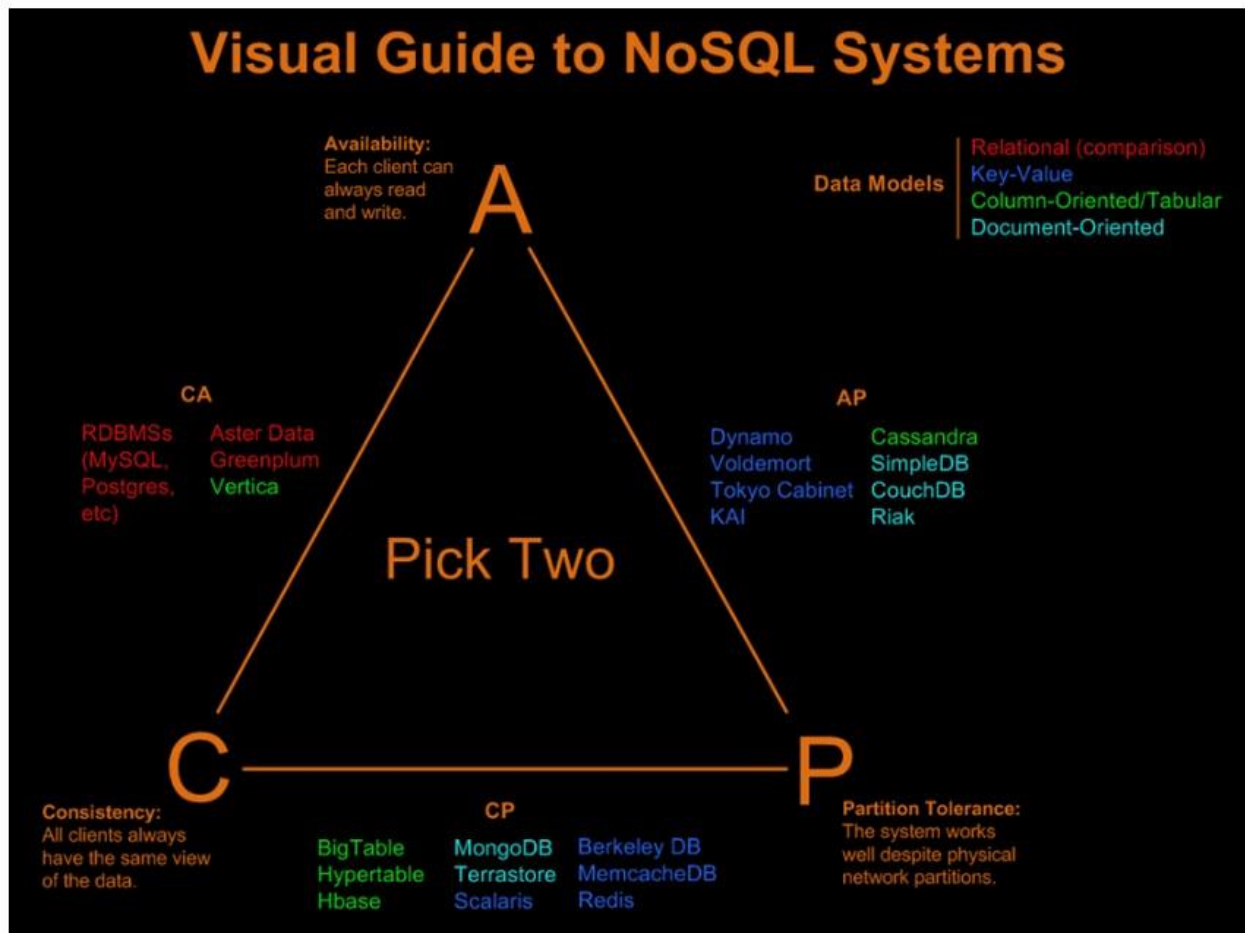 Visual Guide to NoSQL Systems
Availability:
Each client can
always read
and write.
A
Data Models
Relational (comparison)
Key-Value
Column-Oriented/Tabular
Document-Oriented
CA
RDBMSs
(MySQL,
Postgres,
etc)
Aster Data
Greenplum
Vertica
AP
Dynamo
Voldemort
Tokyo Cabinet
KAI
Cassandra
SimpleDB
CouchDB
Riak
Pick Two
C
P
Consistency:
All clients always
have the same view
of the data.
CP
BigTable
Hypertable
Hbase
MongoDB
Terrastore
Scalaris
Berkeley DB
MemcacheDB
Redis
Partition Tolerance:
The system works
well despite physical
network partitions.